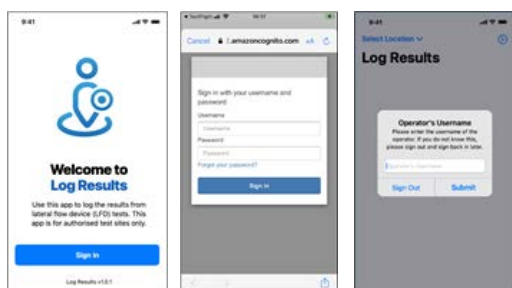 9:41
Welcome to
Log Results
Use this app to log the results from
lateral flow device (LFD) tests. This
app is for authorised test sites only.
Sign in
Log Results v1.0.1
TestFlight
Cancel
.amazoncognito.com
AA
Sign in with your username and
password
Username
Username
Password
Password
Forgot your password?
Sign in
9:41
Select Location
Log Results
Operator's Username
Please enter the username of the
operator. If you do not know this,
please sign out and sign back in later.
Operator's Username
Sign Out
Submit